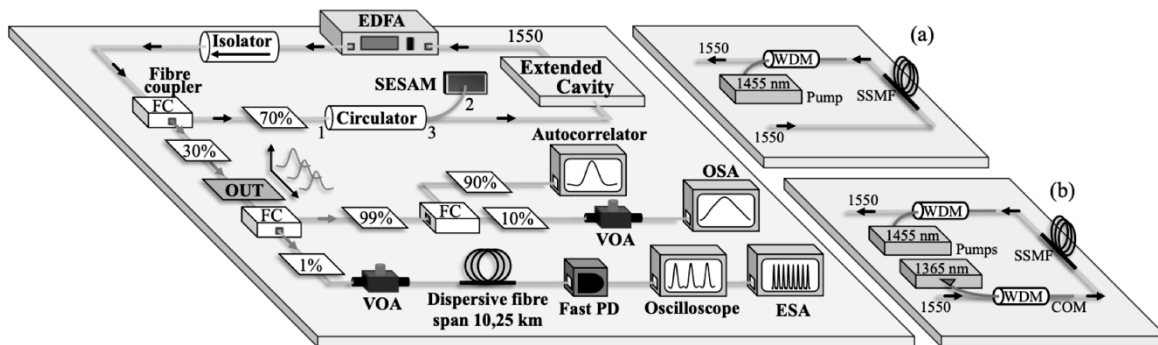 EDFA
Isolator
1550
Extended
Cavity
SESAM
2
Fibre
coupler
FC
70%
1
Circulator
3
30%
OUT
Autocorrelator
90%
OSA
FC
99%
FC
10%
VOA
1%
VOA
Dispersive fibre
span 10,25 km
Fast PD
Oscilloscope
ESA
(a)
1550
WDM
1455 nm
Pump
SSMF
1550
(b)
1550
WDM
1455 nm
Pumps
1365 nm
SSMF
1550
WDM
COM